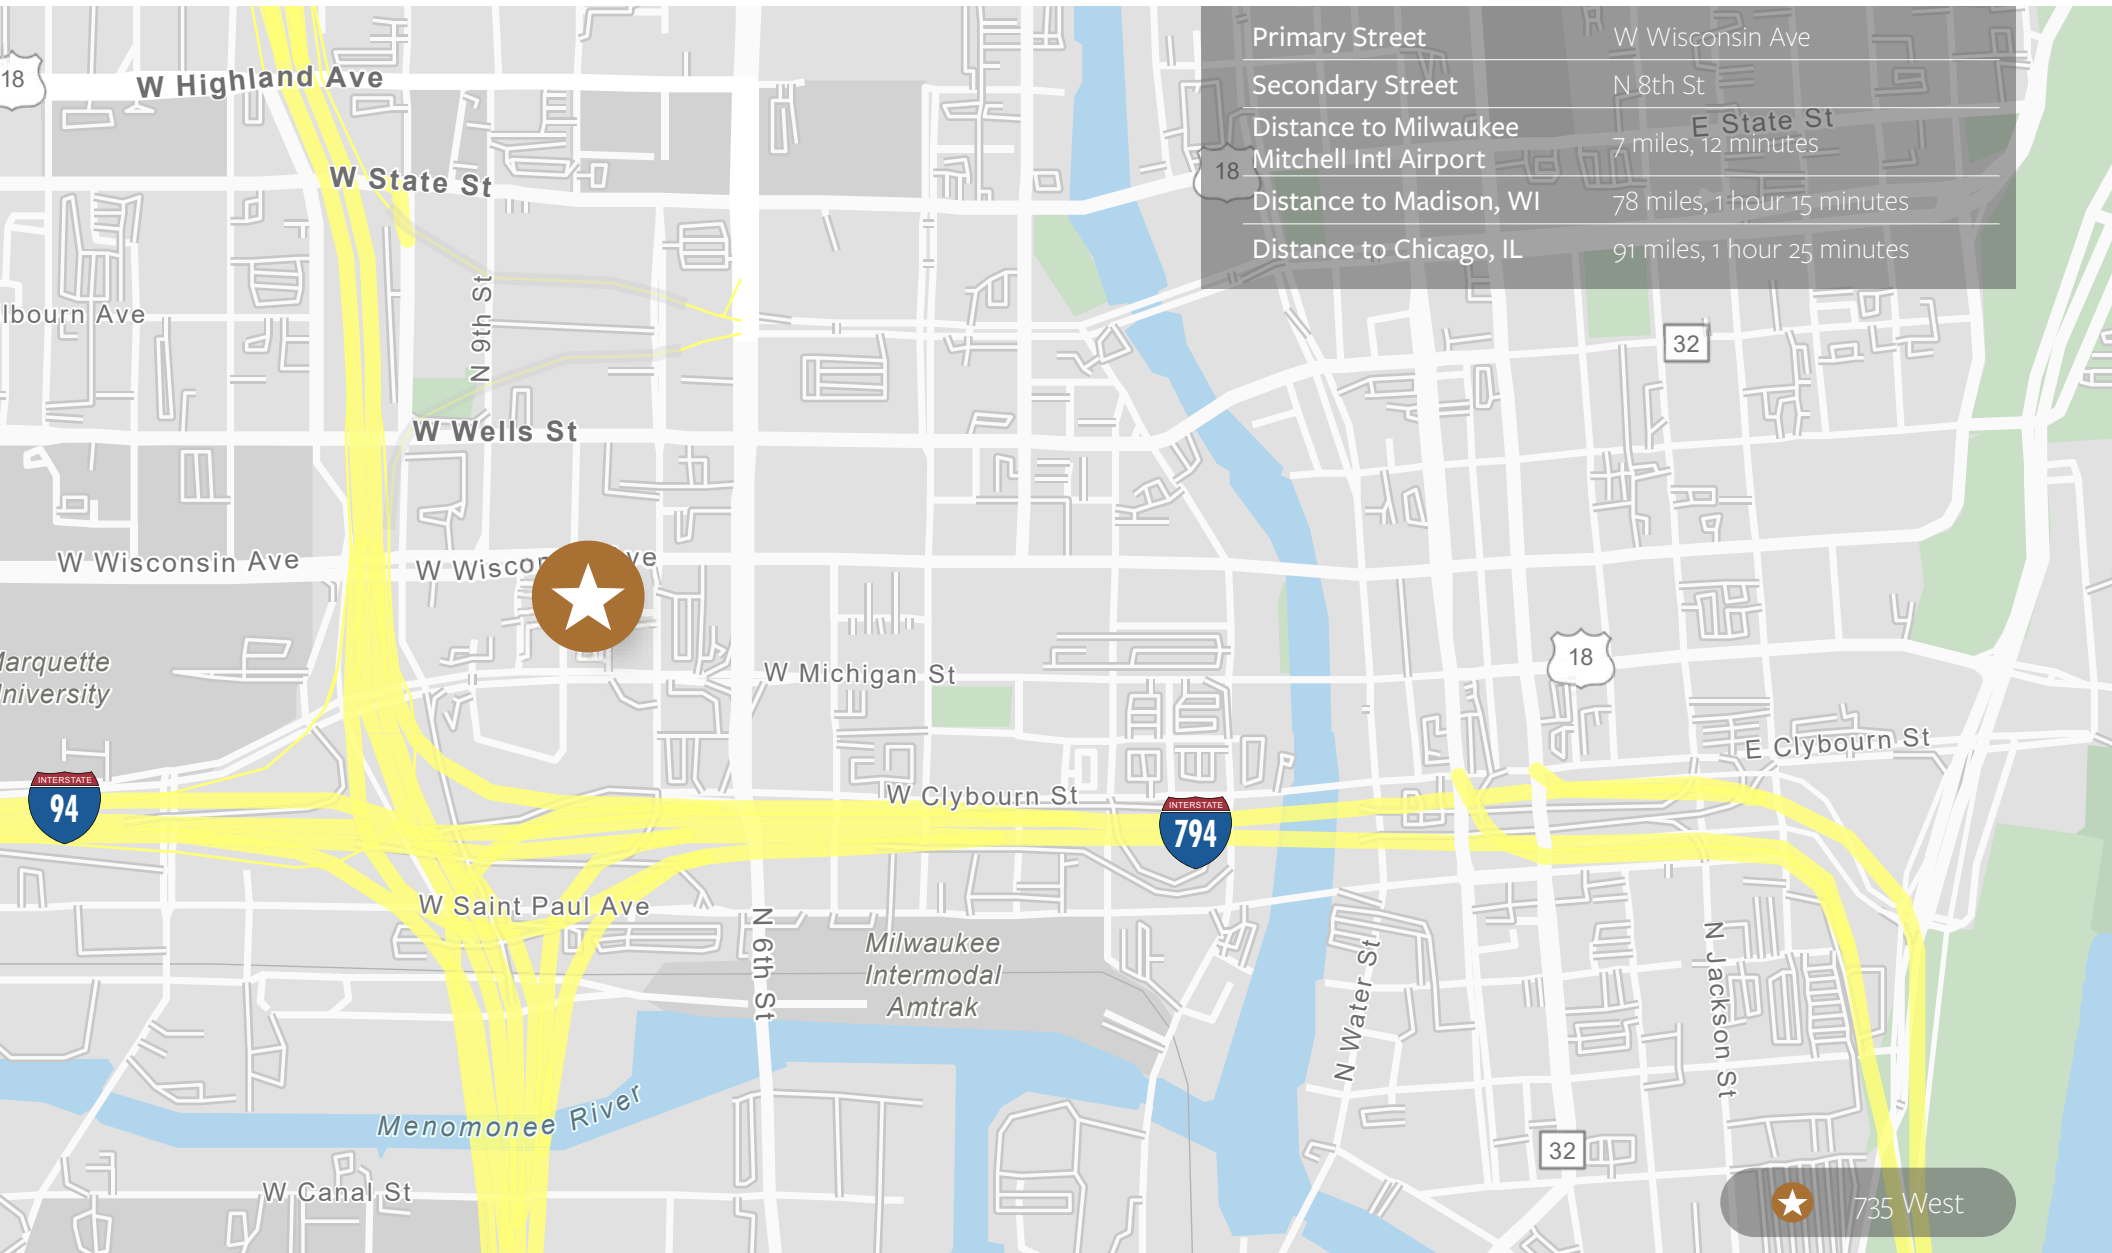 Primary Street W Wisconsin Ave
Secondary Street N 8th St
Distance to Milwaukee
Mitchell Intl Airport 7 miles, 12 minutes
Distance to Madison, WI 78 miles, 1 hour 15 minutes
Distance to Chicago, IL 91 miles, 1 hour 25 minutes
18
W Highland Ave
E State St
18
W State St
N 9th St
lbourn Ave
32
W Wells St
W Wisconsin Ave
W Wiscon ve
Marquette
University
W Michigan St
18
E Clybourn St
INTERSTATE
94
W Clybourn St
INTERSTATE
794
W Saint Paul Ave
N 6th St
Milwaukee
Intermodal
Amtrak
N Water St
N Jackson St
Menomonee River
32
W Canal St
735 West